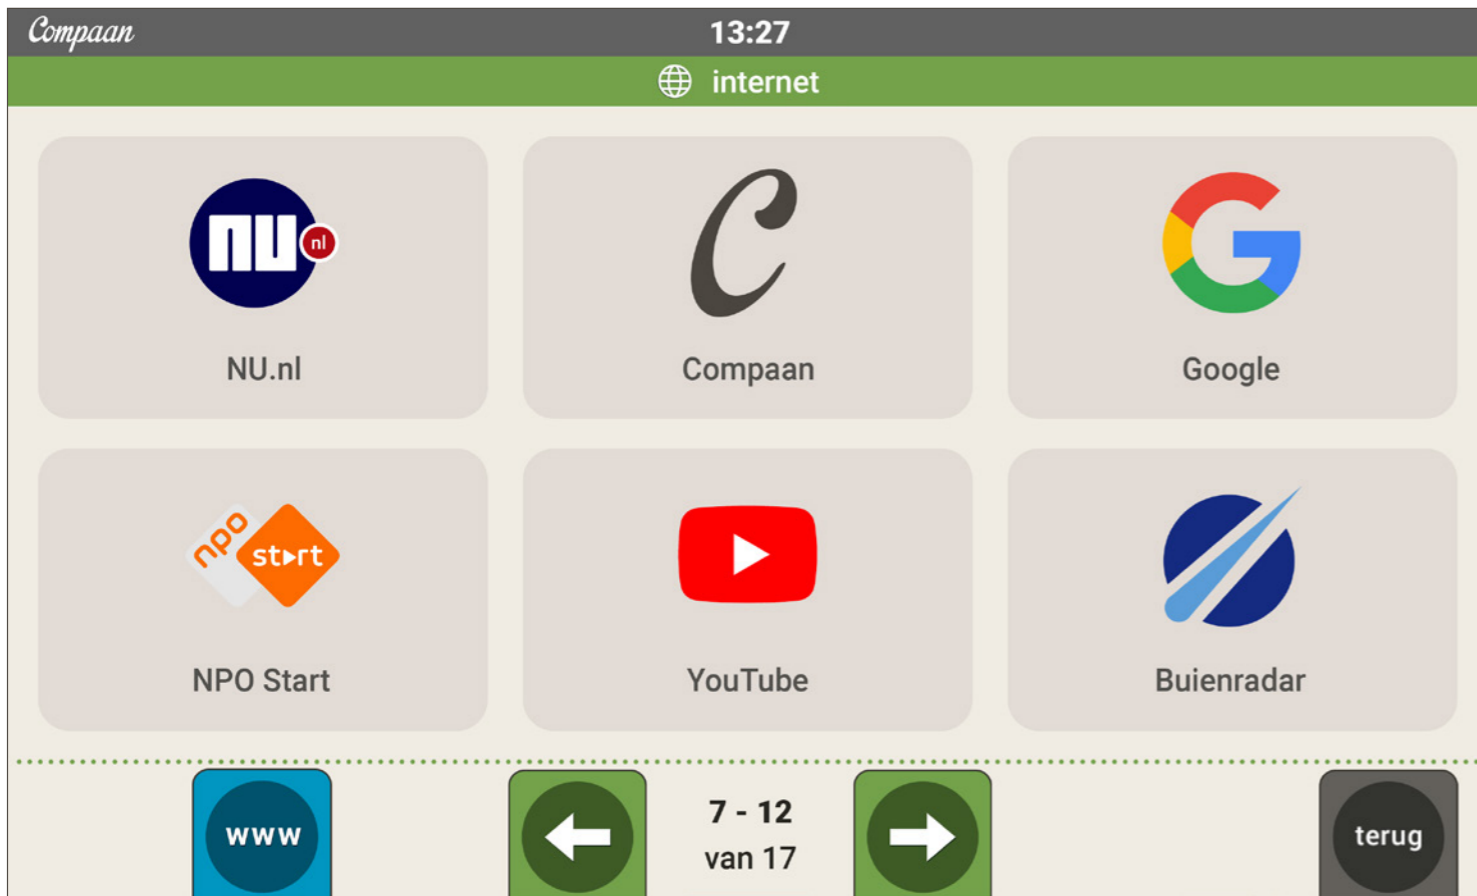 Compaan
13:27
internet
nu nl
NU.nl
C
Compaan
G
Google
npo start
NPO Start
YouTube
Buienradar
www
7 - 12
van 17
terug